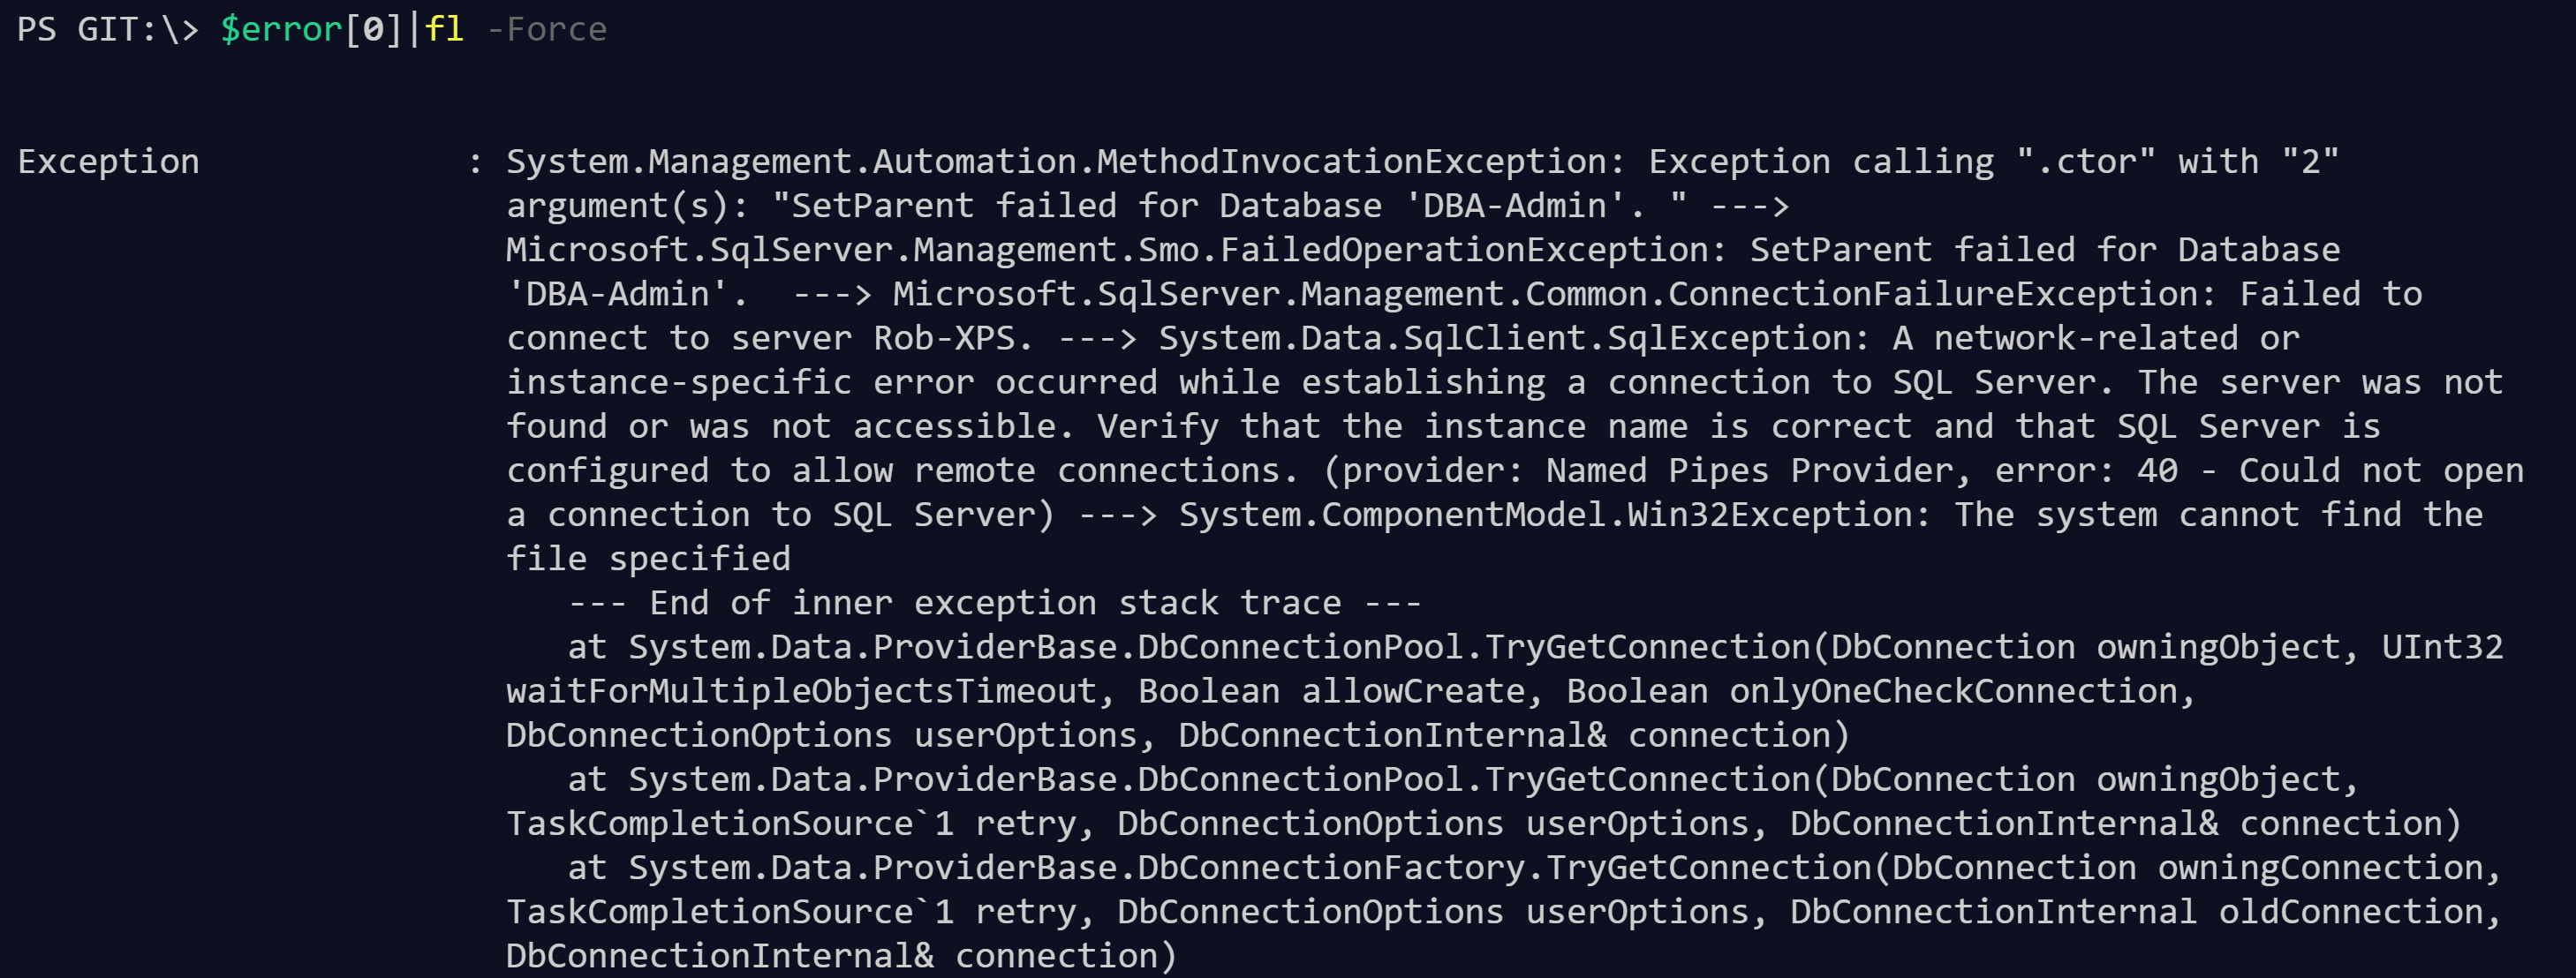 PS GIT:\> $error[0]|fl -Force
Exception             : System.Management.Automation.MethodInvocationException: Exception calling ".ctor" with "2"
argument(s): "SetParent failed for Database 'DBA-Admin'. " --->
Microsoft.SqlServer.Management.Smo.FailedOperationException: SetParent failed for Database
'DBA-Admin'.  ---> Microsoft.SqlServer.Management.Common.ConnectionFailureException: Failed to
connect to server Rob-XPS. ---> System.Data.SqlClient.SqlException: A network-related or
instance-specific error occurred while establishing a connection to SQL Server. The server was not
found or was not accessible. Verify that the instance name is correct and that SQL Server is
configured to allow remote connections. (provider: Named Pipes Provider, error: 40 - Could not open
a connection to SQL Server) ---> System.ComponentModel.Win32Exception: The system cannot find the
file specified
--- End of inner exception stack trace ---
at System.Data.ProviderBase.DbConnectionPool.TryGetConnection(DbConnection owningObject, UInt32
waitForMultipleObjectsTimeout, Boolean allowCreate, Boolean onlyOneCheckConnection,
DbConnectionOptions userOptions, DbConnectionInternal& connection)
at System.Data.ProviderBase.DbConnectionPool.TryGetConnection(DbConnection owningObject,
TaskCompletionSource`1 retry, DbConnectionOptions userOptions, DbConnectionInternal& connection)
at System.Data.ProviderBase.DbConnectionFactory.TryGetConnection(DbConnection owningConnection,
TaskCompletionSource`1 retry, DbConnectionOptions userOptions, DbConnectionInternal oldConnection,
DbConnectionInternal& connection)